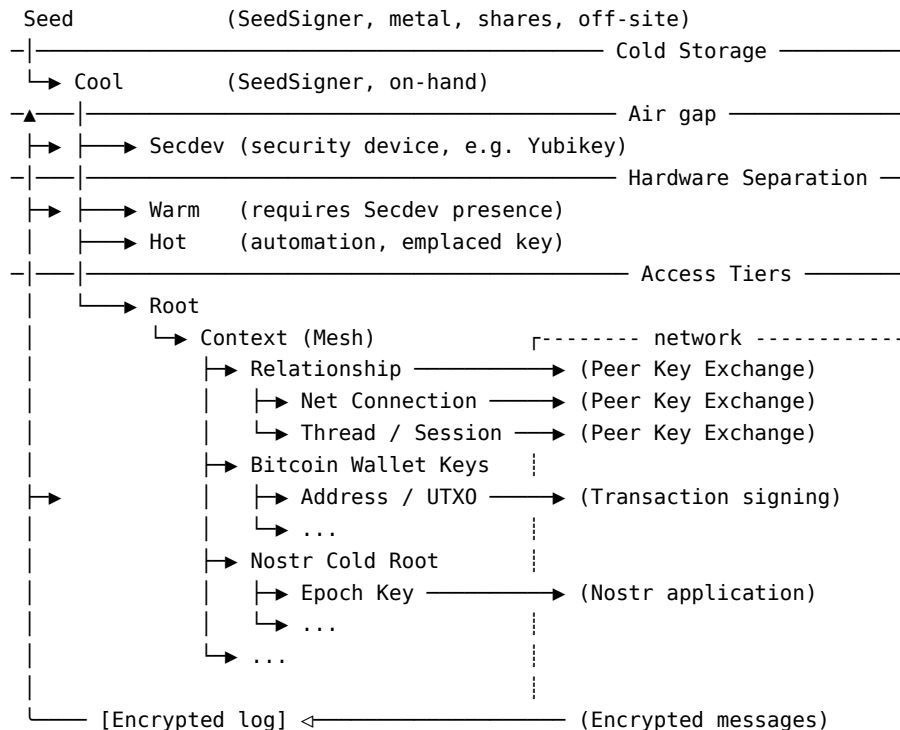 Seed (SeedSigner, metal, shares, off-site)
Cold Storage
Cool (SeedSigner, on-hand)
Air gap
Secdev (security device, e.g. Yubikey)
Hardware Separation
Warm (requires Secdev presence)
Hot (automation, emplaced key)
Access Tiers
Root
Context (Mesh) network
Relationship (Peer Key Exchange)
Net Connection (Peer Key Exchange)
Thread / Session (Peer Key Exchange)
Bitcoin Wallet Keys
Address / UTXO (Transaction signing)
...
Nostr Cold Root
Epoch Key (Nostr application)
...
...
[Encrypted log] (Encrypted messages)